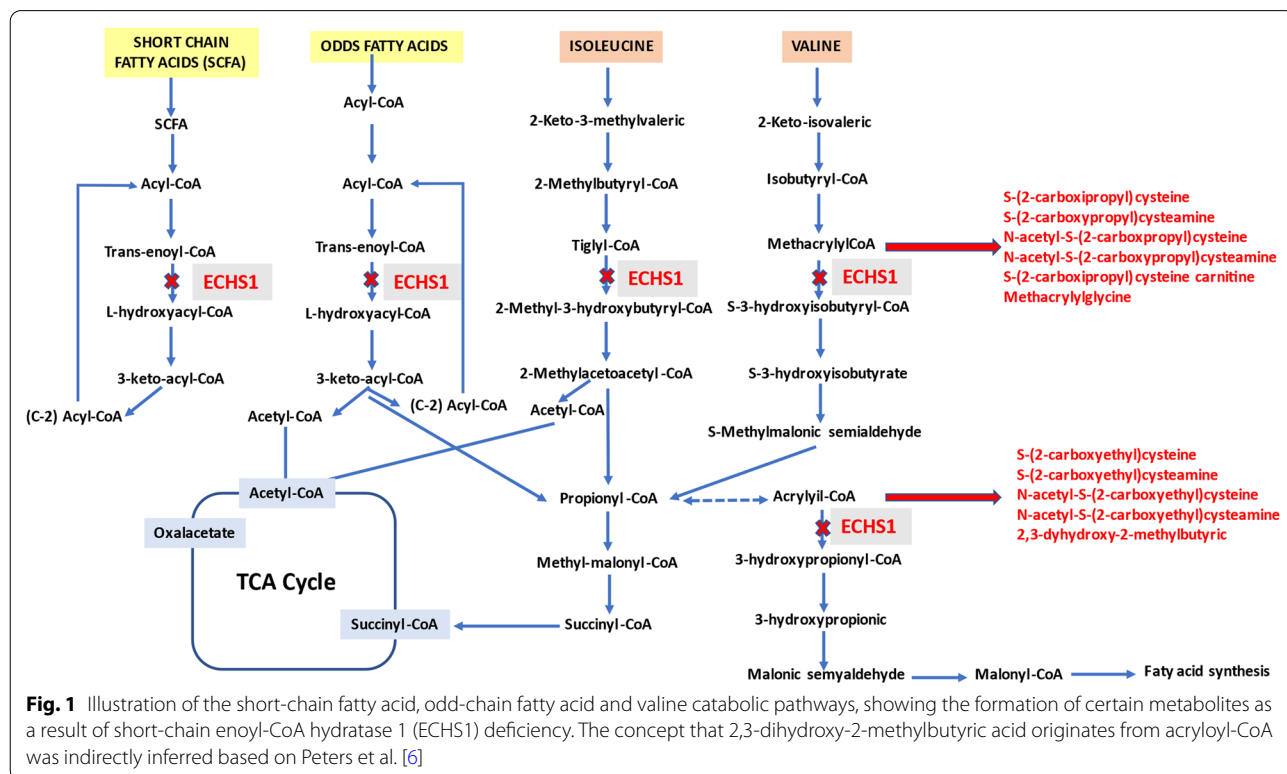 SHORT CHAIN
FATTY ACIDS (SCFA)
ODDS FATTY ACIDS
ISOLEUCINE
VALINE
SCFA
Acyl-CoA
Trans-enoyl-CoA
ECHS1
L-hydroxyacyl-CoA
3-keto-acyl-CoA
(C-2) Acyl-CoA
Acyl-CoA
Acyl-CoA
Trans-enoyl-CoA
ECHS1
L-hydroxyacyl-CoA
3-keto-acyl-CoA
(C-2) Acyl-CoA
Acetyl-CoA
2-Keto-3-methylvaleric
2-Methylbutyryl-CoA
Tiglyl-CoA
ECHS1
2-Methyl-3-hydroxybutyryl-CoA
2-Methylacetoacetyl-CoA
Acetyl-CoA
2-Keto-isovaleric
Isobutyryl-CoA
MethacrylylCoA
ECHS1
S-3-hydroxyisobutyryl-CoA
S-3-hydroxyisobutyrate
S-Methylmalonic semialdehyde
S-(2-carboxipropyl)cysteine
S-(2-carboxypropyl)cysteamine
N-acetyl-S-(2-carboxpropyl)cysteine
N-acetyl-S-(2-carboxypropyl)cysteamine
S-(2-carboxipropyl)cysteine carnitine
Methacrylylglycine
Acetyl-CoA
Oxalacetate
TCA Cycle
Succinyl-CoA
Propionyl-CoA
Methyl-malonyl-CoA
Succinyl-CoA
Acrylyil-CoA
ECHS1
3-hydroxypropionyl-CoA
3-hydroxypropionic
Malonic semyaldehyde
Malonyl-CoA
Faty acid synthesis
S-(2-carboxyethyl)cysteine
S-(2-carboxyethyl)cysteamine
N-acetyl-S-(2-carboxyethyl)cysteine
N-acetyl-S-(2-carboxyethyl)cysteamine
2,3-dyhydroxy-2-methylbutyric
Fig. 1 Illustration of the short-chain fatty acid, odd-chain fatty acid and valine catabolic pathways, showing the formation of certain metabolites as
a result of short-chain enoyl-CoA hydratase 1 (ECHS1) deficiency. The concept that 2,3-dihydroxy-2-methylbutyric acid originates from acryloyl-CoA
was indirectly inferred based on Peters et al. [6]